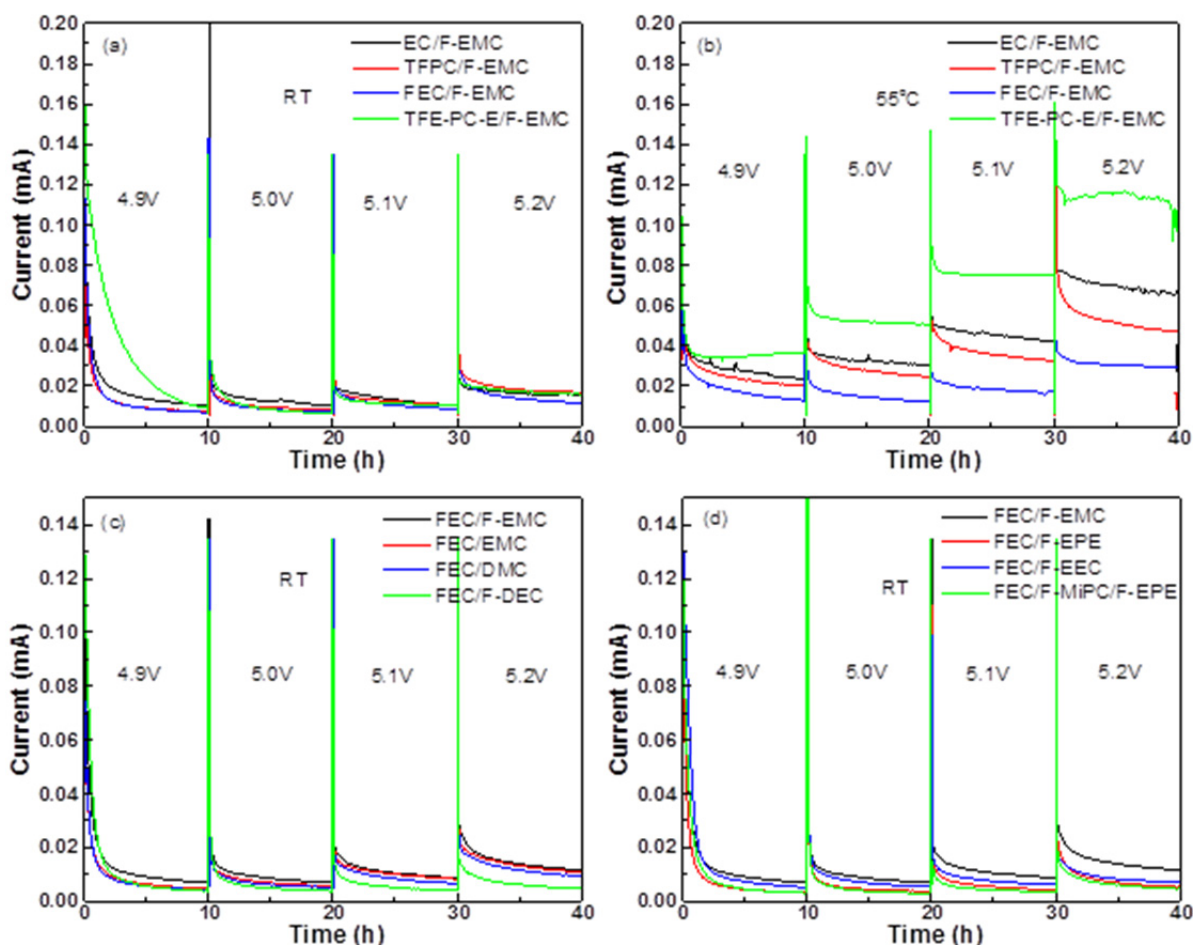 (a)
EC/F-EMC
TFPC/F-EMC
FEC/F-EMC
TFE-PC-E/F-EMC
RT
4.9V 5.0V 5.1V 5.2V
Current (mA)
0.20
0.18
0.16
0.14
0.12
0.10
0.08
0.06
0.04
0.02
0.00
0 10 20 30 40
Time (h)
(b)
EC/F-EMC
TFPC/F-EMC
FEC/F-EMC
TFE-PC-E/F-EMC
55°C
4.9V 5.0V 5.1V 5.2V
Current (mA)
0.20
0.18
0.16
0.14
0.12
0.10
0.08
0.06
0.04
0.02
0.00
0 10 20 30 40
Time (h)
(c)
FEC/F-EMC
FEC/EMC
FEC/DMC
FEC/F-DEC
RT
4.9V 5.0V 5.1V 5.2V
Current (mA)
0.14
0.12
0.10
0.08
0.06
0.04
0.02
0.00
0 10 20 30 40
Time (h)
(d)
FEC/F-EMC
FEC/F-EPE
FEC/F-EEC
FEC/F-MiPC/F-EPE
RT
4.9V 5.0V 5.1V 5.2V
Current (mA)
0.14
0.12
0.10
0.08
0.06
0.04
0.02
0.00
0 10 20 30 40
Time (h)